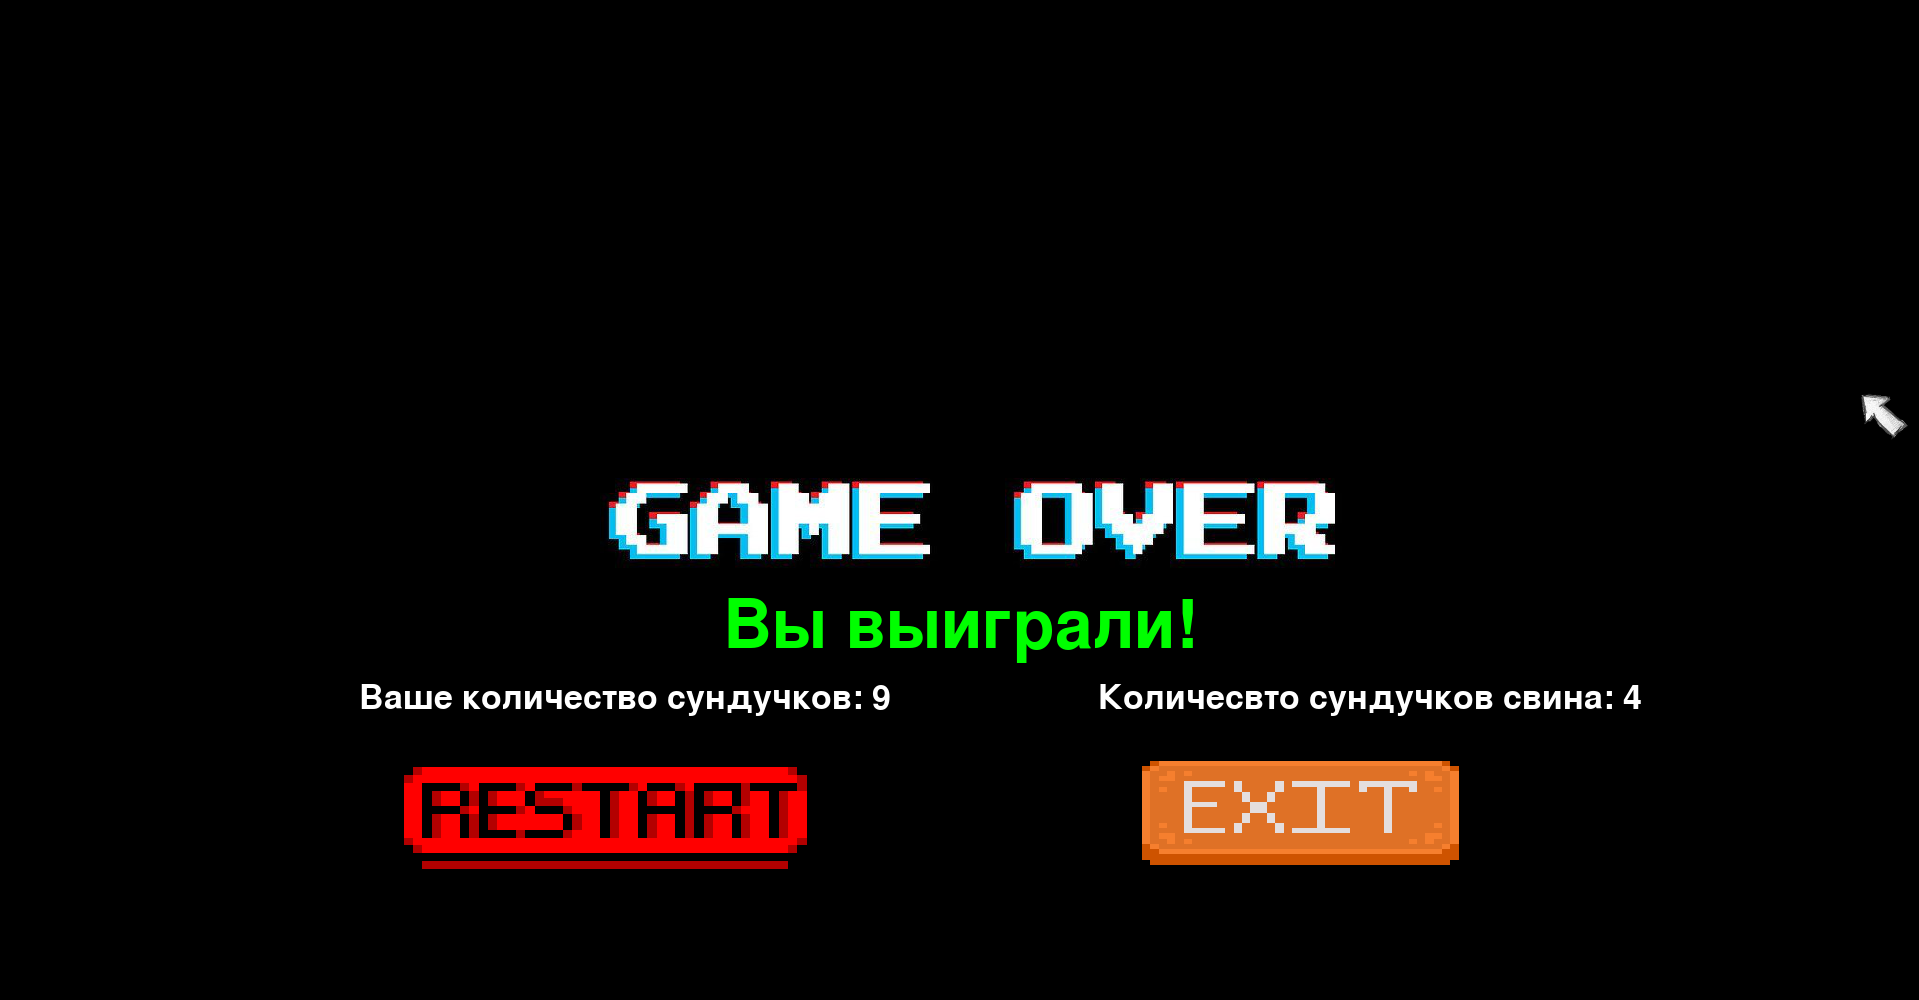 GAME OVER
Вы выиграли!
Ваше количество сундучков: 9
Количесвто сундучков свина: 4
RESTART
EXIT